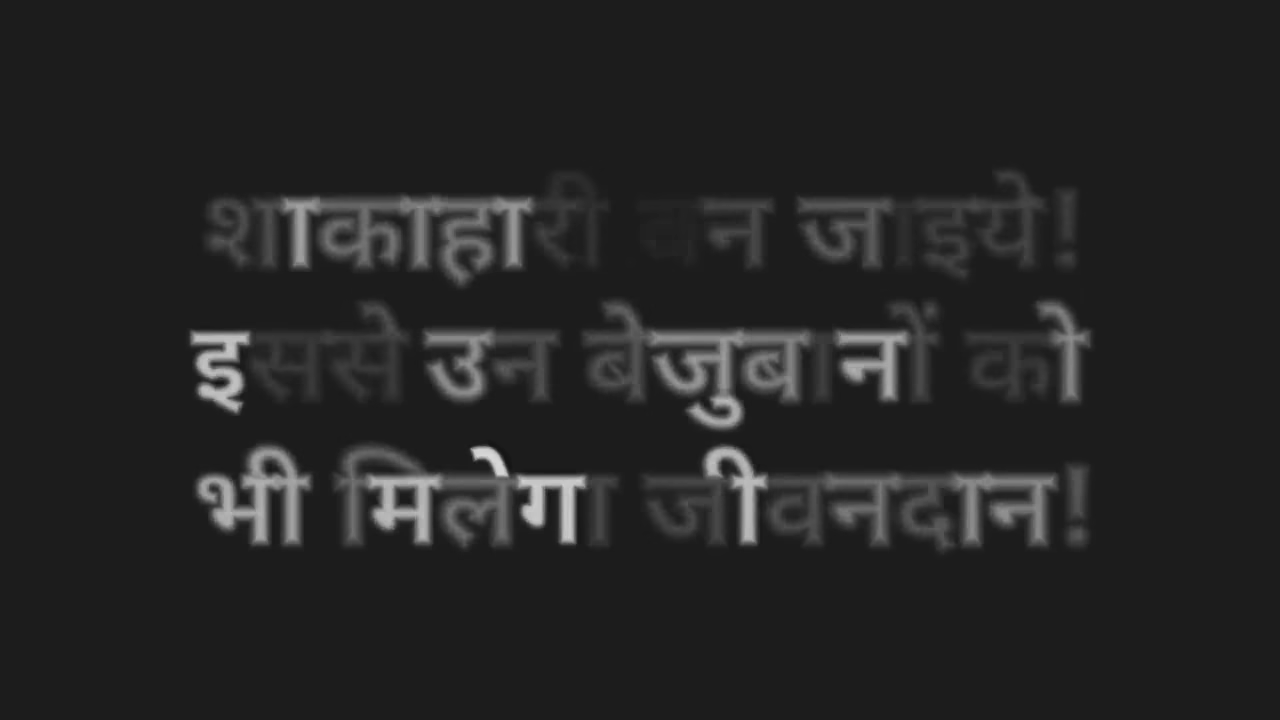 शाकाहारी बन जाइये!
इससे उन बेजुबानों को
भी मिलेगा जीवनदान!